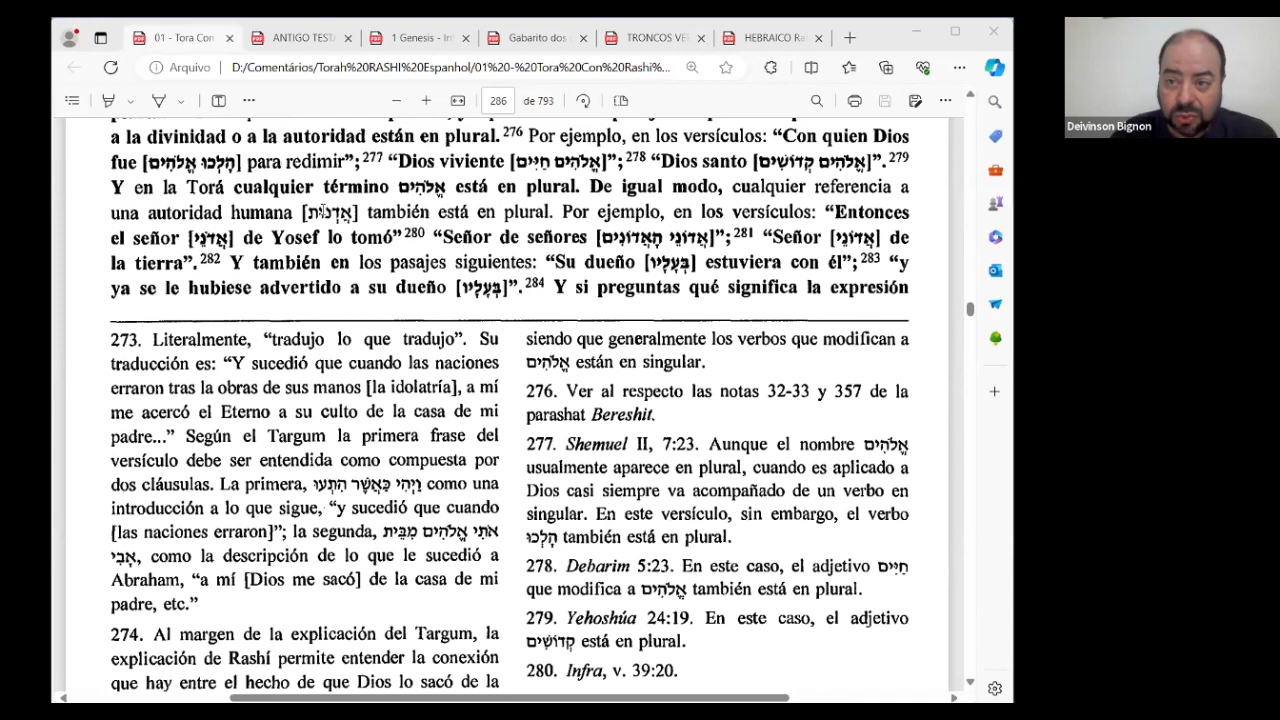 01 - Tora Con
ANTIGO TEST
1 Genesis - In
Gabarito dos
TRONCOS VE
HEBRAICO R
Arquivo
D:/Comentários/Torah%20RASHI%20Espanhol/01%20-%20Tora%20Con%20Rashi%...
286 de 793
Deivinson Bignon
a la divinidad o a la autoridad están en plural.276 Por ejemplo, en los versículos: “Con quien Dios
fue [הָלְכוּ אֱלֹהִים] para redimir”;277 “Dios viviente [אֱלֹהִים חַיִּים]”;278 “Dios santo [אֱלֹהִים קְדוֹשִׁים]”.279
Y en la Torá cualquier término אֱלֹהִים está en plural. De igual modo, cualquier referencia a
una autoridad humana [אֲדְנוּת] también está en plural. Por ejemplo, en los versículos: “Entonces
el señor [אֲדֹנֵי] de Yosef lo tomó”280 “Señor de señores [אֲדוֹנֵי הָאֲדוֹנִים]”;281 “Señor [אֲדוֹנֵי] de
la tierra”.282 Y también en los pasajes siguientes: “Su dueño [בְּעָלָיו] estuviera con él”;283 “y
ya se le hubiese advertido a su dueño [בְּעָלָיו]”.284 Y si preguntas qué significa la expresión
273. Literalmente, “tradujo lo que tradujo”. Su
traducción es: “Y sucedió que cuando las naciones
erraron tras la obras de sus manos [la idolatría], a mí
me acercó el Eterno a su culto de la casa de mi
padre...” Según el Targum la primera frase del
versículo debe ser entendida como compuesta por
dos cláusulas. La primera, וַיְהִי כַּאֲשֶׁר הִתְעוּ como una
introducción a lo que sigue, “y sucedió que cuando
[las naciones erraron]”; la segunda, אֹתִי אֱלֹהִים מִבֵּית
אָבִי, como la descripción de lo que le sucedió a
Abraham, “a mí [Dios me sacó] de la casa de mi
padre, etc.”
274. Al margen de la explicación del Targum, la
explicación de Rashí permite entender la conexión
que hay entre el hecho de que Dios lo sacó de la
siendo que generalmente los verbos que modifican a
אֱלֹהִים están en singular.
276. Ver al respecto las notas 32-33 y 357 de la
parashat Bereshit.
277. Shemuel II, 7:23. Aunque el nombre אֱלֹהִים
usualmente aparece en plural, cuando es aplicado a
Dios casi siempre va acompañado de un verbo en
singular. En este versículo, sin embargo, el verbo
הָלְכוּ también está en plural.
278. Debarim 5:23. En este caso, el adjetivo חַיִּים
que modifica a אֱלֹהִים también está en plural.
279. Yehoshúa 24:19. En este caso, el adjetivo
קְדוֹשִׁים está en plural.
280. Infra, v. 39:20.